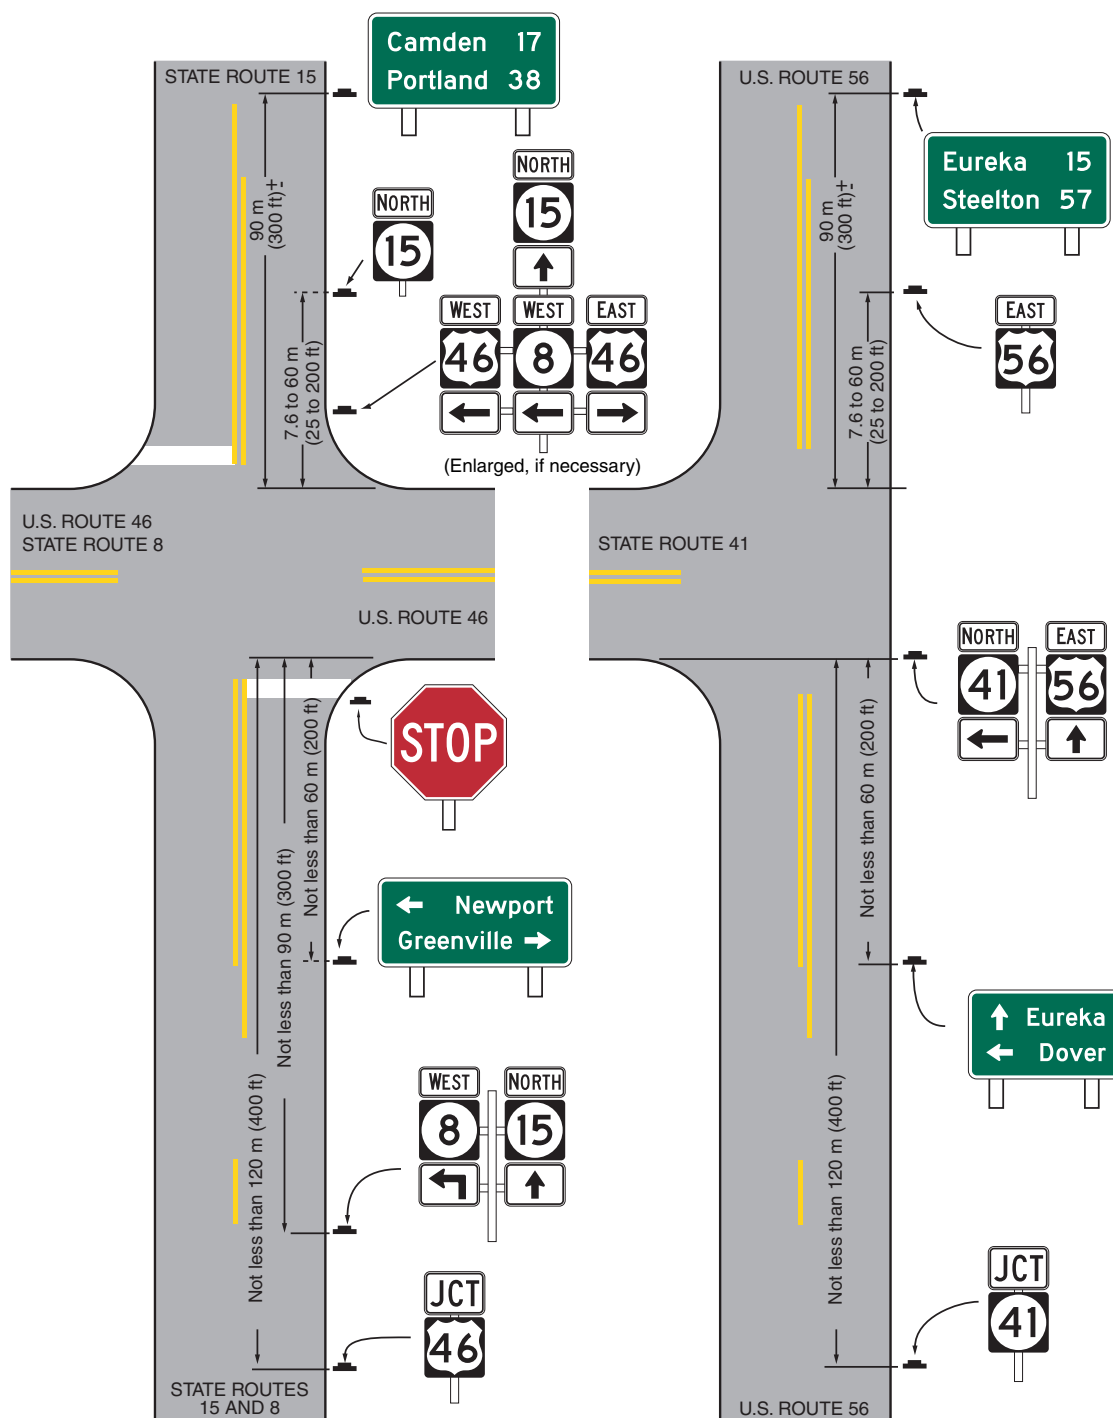 STATE ROUTE 15
Camden 17
Portland 38
90 m
(300 ft)±
NORTH
15
NORTH
15
WEST
46
WEST
8
EAST
46
(Enlarged, if necessary)
7.6 to 60 m
(25 to 200 ft)
U.S. ROUTE 46
STATE ROUTE 8
U.S. ROUTE 46
STOP
Not less than 60 m (200 ft)
Not less than 90 m (300 ft)
Not less than 120 m (400 ft)
Newport
Greenville
WEST
8
NORTH
15
JCT
46
STATE ROUTES
15 AND 8
U.S. ROUTE 56
Eureka 15
Steelton 57
90 m
(300 ft)±
EAST
56
7.6 to 60 m
(25 to 200 ft)
STATE ROUTE 41
NORTH
41
EAST
56
Not less than 60 m (200 ft)
Not less than 120 m (400 ft)
Eureka
Dover
JCT
41
U.S. ROUTE 56